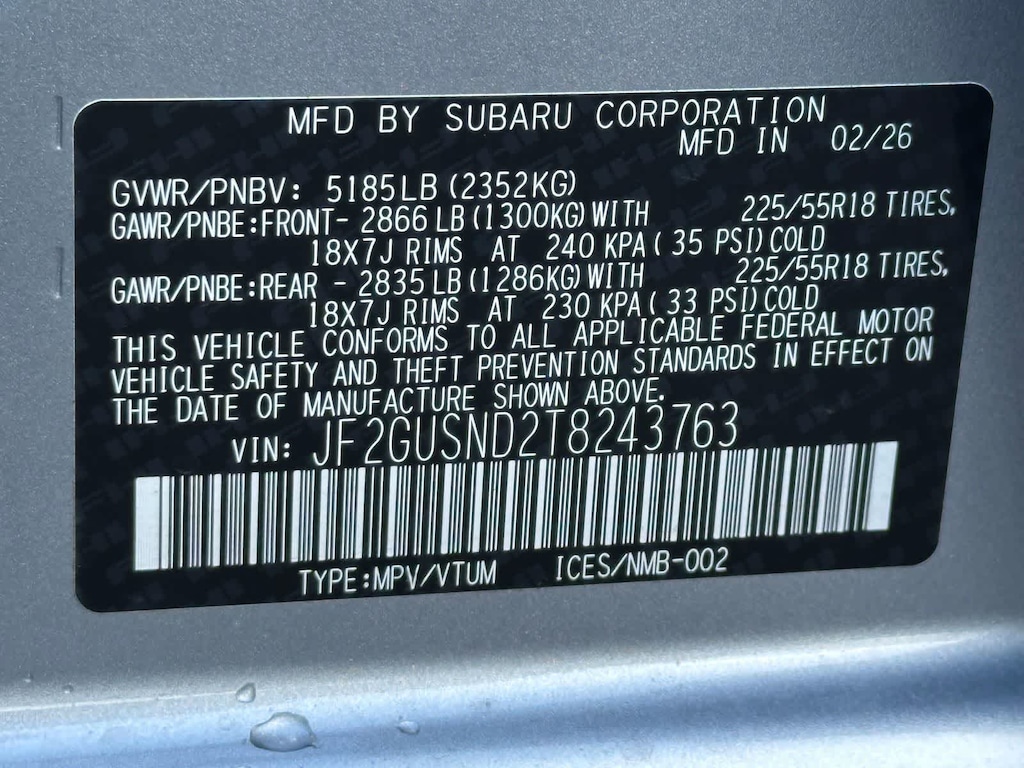 MFD BY SUBARU CORPORATION
MFD IN 02/26
GVWR/PNBV: 5185LB (2352KG)
GAWR/PNBE:FRONT- 2866 LB (1300KG) WITH 225/55R18 TIRES,
18X7J RIMS AT 240 KPA ( 35 PSI) COLD
GAWR/PNBE:REAR - 2835 LB (1286KG) WITH 225/55R18 TIRES,
18X7J RIMS AT 230 KPA ( 33 PSI) COLD
THIS VEHICLE CONFORMS TO ALL APPLICABLE FEDERAL MOTOR
VEHICLE SAFETY AND THEFT PREVENTION STANDARDS IN EFFECT ON
THE DATE OF MANUFACTURE SHOWN ABOVE.
VIN: JF2GUSND2T8243763
TYPE:MPV/VTUM ICES/NMB-002